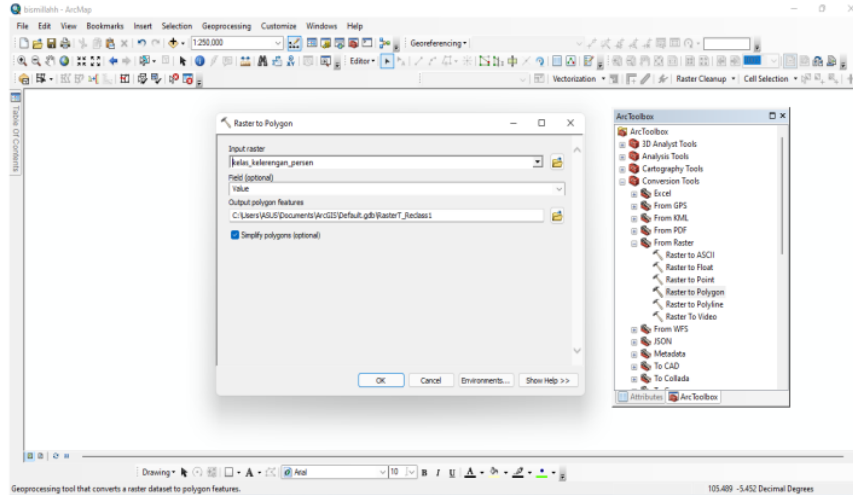 bismillahh - ArcMap
File Edit View Bookmarks Insert Selection Geoprocessing Customize Windows Help
1:250,000 Georeferencing
Editor
Vectorization Raster Cleanup Cell Selection
Table Of Contents
Raster to Polygon
Input raster
kelas_kelerengan_persen
Field (optional)
Value
Output polygon features
C:\Users\ASUS\Documents\ArcGIS\Default.gdb\RasterT_Reclass1
Simplify polygons (optional)
OK Cancel Environments... Show Help >>
ArcToolbox
ArcToolbox
3D Analyst Tools
Analysis Tools
Cartography Tools
Conversion Tools
Excel
From GPS
From KML
From PDF
From Raster
Raster to ASCII
Raster to Float
Raster to Point
Raster to Polygon
Raster to Polyline
Raster To Video
From WFS
JSON
Metadata
To CAD
To Collada
Attributes ArcToolbox
Drawing A Arial 10 B I U A
Geoprocessing tool that converts a raster dataset to polygon features. 105.489 -5.452 Decimal Degrees